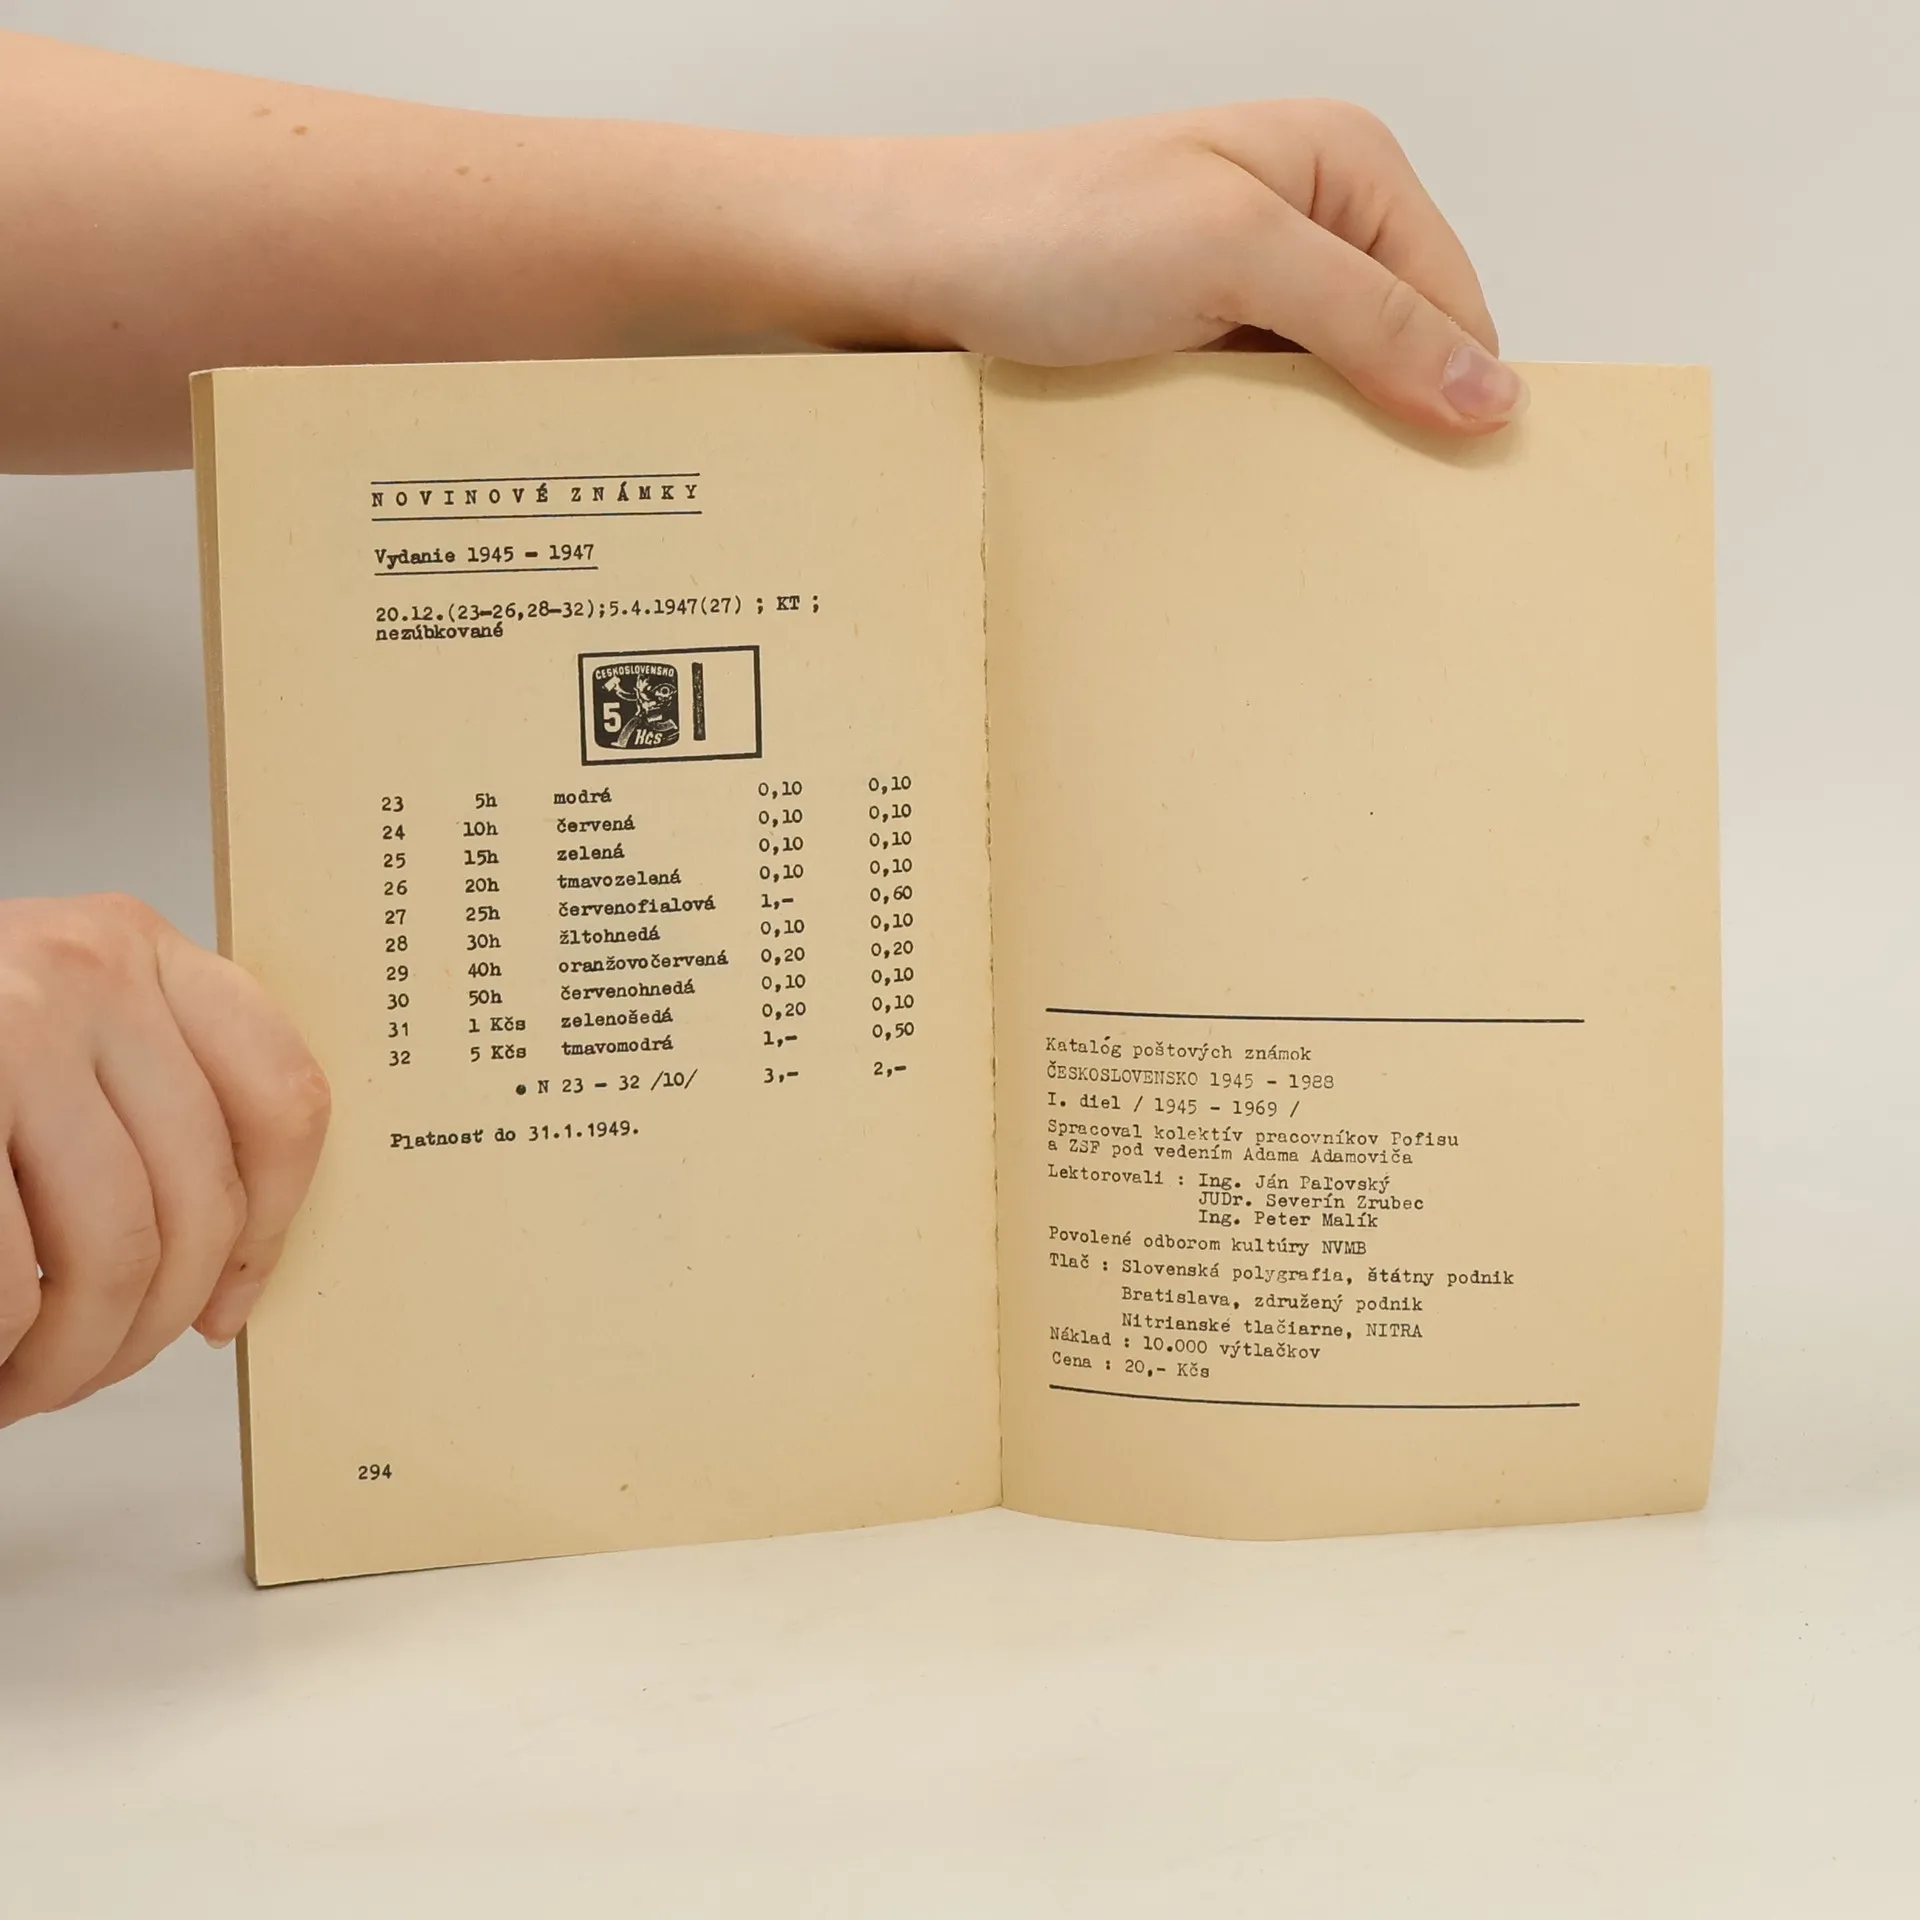 NOVINOVÉ ZNÁMKY
Vydanie 1945 - 1947
20.12.(23-26,28-32);5.4.1947(27) ; KT ;
nezúbkované
ČESKOSLOVENSKO
5
Hcs
23 5h modrá 0,10 0,10
24 10h červená 0,10 0,10
25 15h zelená 0,10 0,10
26 20h tmavozelená 0,10 0,10
27 25h červenofialová 1,- 0,60
28 30h žltohnedá 0,10 0,10
29 40h oranžovočervená 0,20 0,20
30 50h červenohnedá 0,10 0,10
31 1 Kčs zelenošedá 0,20 0,10
32 5 Kčs tmavomodrá 1,- 0,50
● N 23 - 32 /10/ 3,- 2,-
Platnosť do 31.1.1949.
294
Katalóg poštových známok
ČESKOSLOVENSKO 1945 - 1988
I. diel / 1945 - 1969 /
Spracoval kolektív pracovníkov Pofisu
a ZSF pod vedením Adama Adamoviča
Lektorovali : Ing. Ján Paľovský
JUDr. Severín Zrubec
Ing. Peter Malík
Povolené odborom kultúry NVMB
Tlač : Slovenská polygrafia, štátny podnik
Bratislava, združený podnik
Nitrianské tlačiarne, NITRA
Náklad : 10.000 výtlačkov
Cena : 20,- Kčs